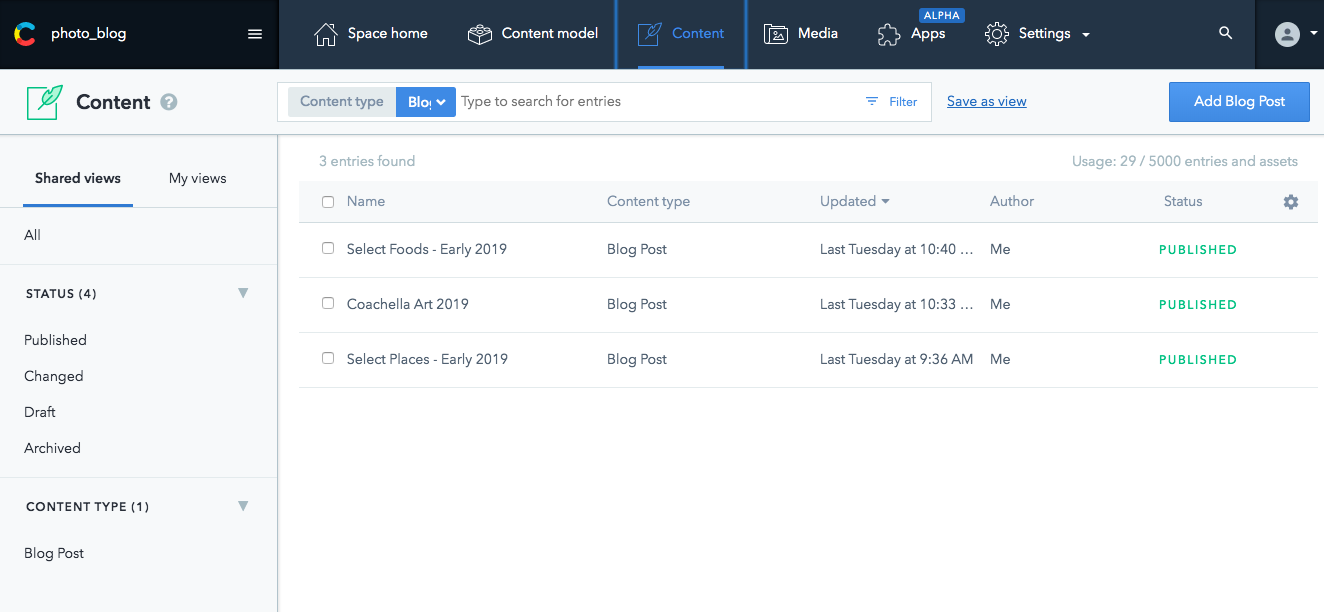 photo_blog
Space home
Content model
Content
Media
ALPHA
Apps
Settings
Content ?
Content type
Blog
Type to search for entries
Filter
Save as view
Add Blog Post
Shared views
My views
All
STATUS (4)
Published
Changed
Draft
Archived
CONTENT TYPE (1)
Blog Post
3 entries found
Usage: 29 / 5000 entries and assets
Name Content type Updated Author Status
Select Foods - Early 2019 Blog Post Last Tuesday at 10:40 ... Me PUBLISHED
Coachella Art 2019 Blog Post Last Tuesday at 10:33 ... Me PUBLISHED
Select Places - Early 2019 Blog Post Last Tuesday at 9:36 AM Me PUBLISHED